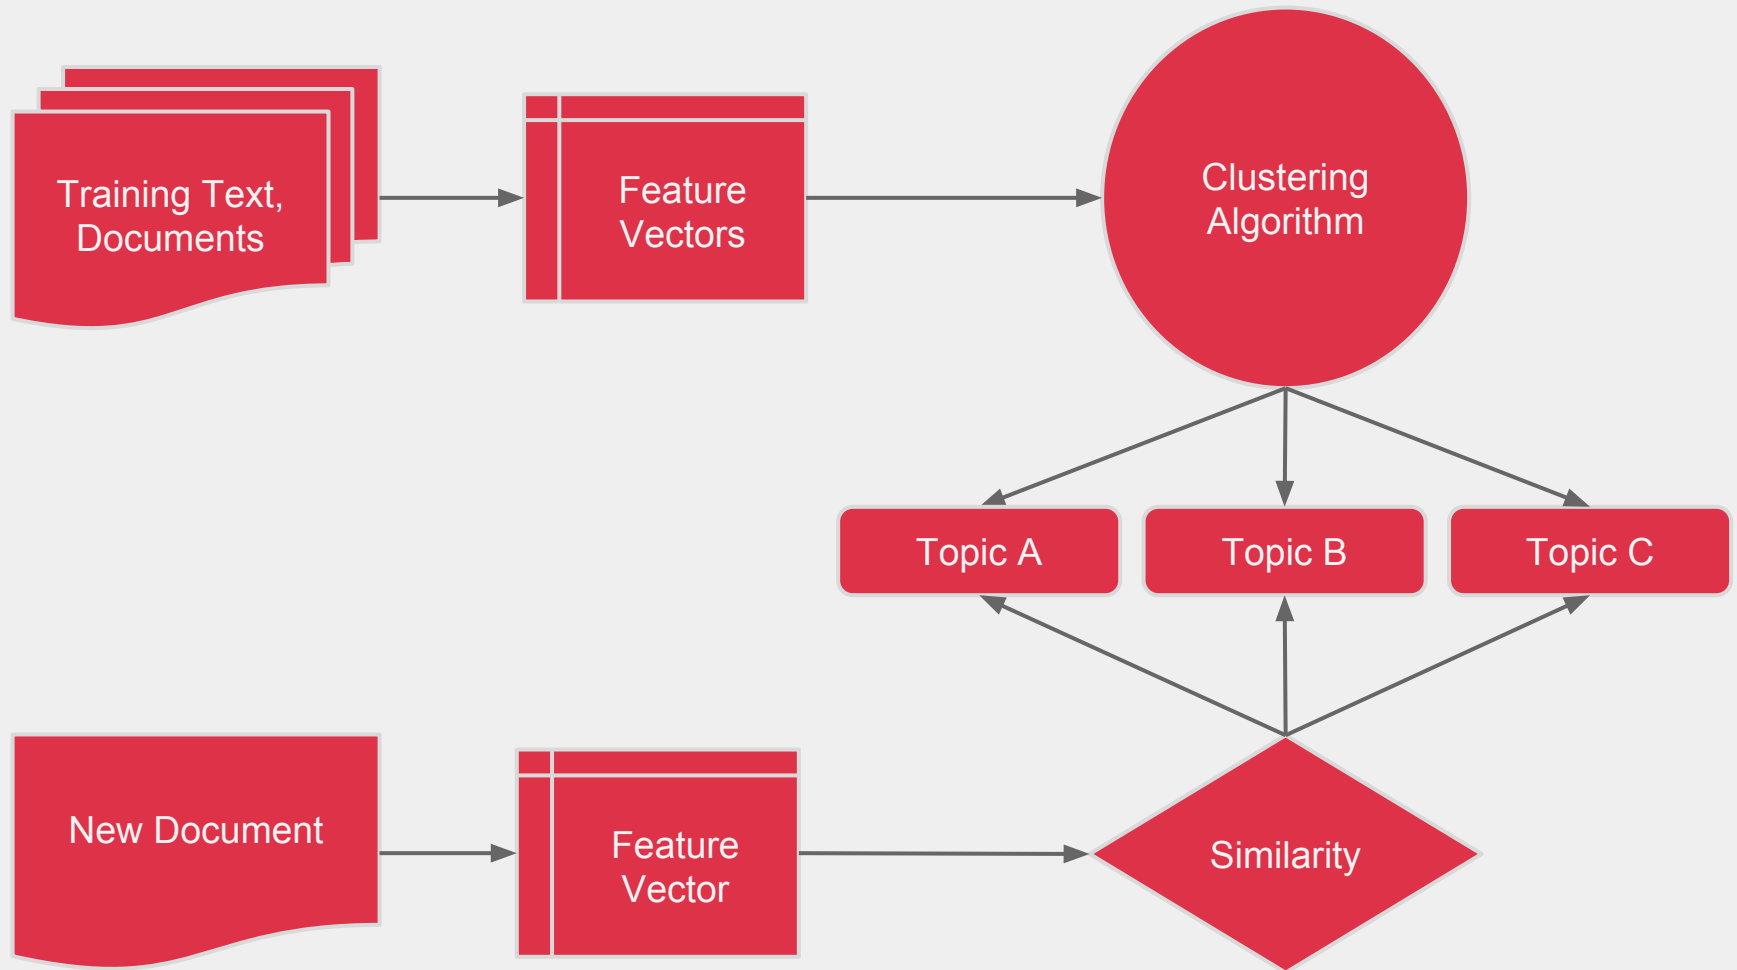 Training Text,
Documents
Feature
Vectors
Clustering
Algorithm
Topic A
Topic B
Topic C
New Document
Feature
Vector
Similarity